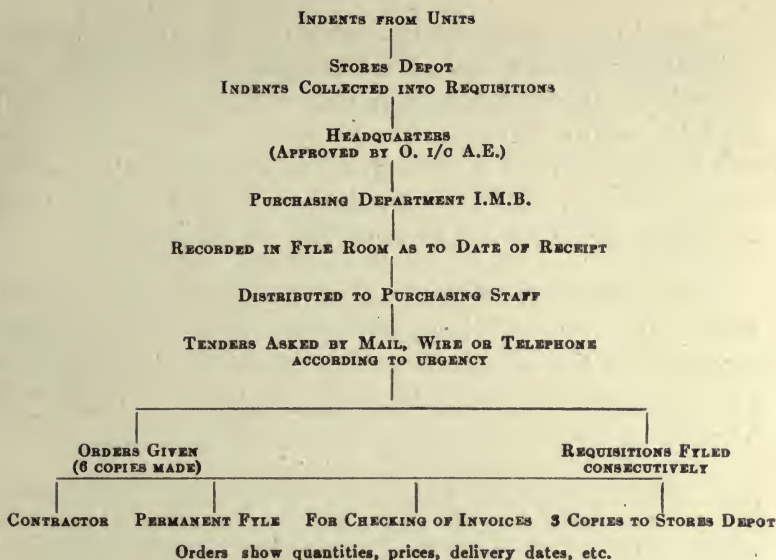 INDENTS FROM UNITS
STORES DEPOT
INDENTS COLLECTED INTO REQUISITIONS
HEADQUARTERS
(APPROVED BY O. I/C A.E.)
PURCHASING DEPARTMENT I.M.B.
RECORDED IN FYLE ROOM AS TO DATE OF RECEIPT
DISTRIBUTED TO PURCHASING STAFF
TENDERS ASKED BY MAIL, WIRE OR TELEPHONE
ACCORDING TO URGENCY
ORDERS GIVEN
(6 COPIES MADE)
REQUISITIONS FYLED
CONSECUTIVELY
CONTRACTOR PERMANENT FYLE FOR CHECKING OF INVOICES 3 COPIES TO STORES DEPOT
Orders show quantities, prices, delivery dates, etc.